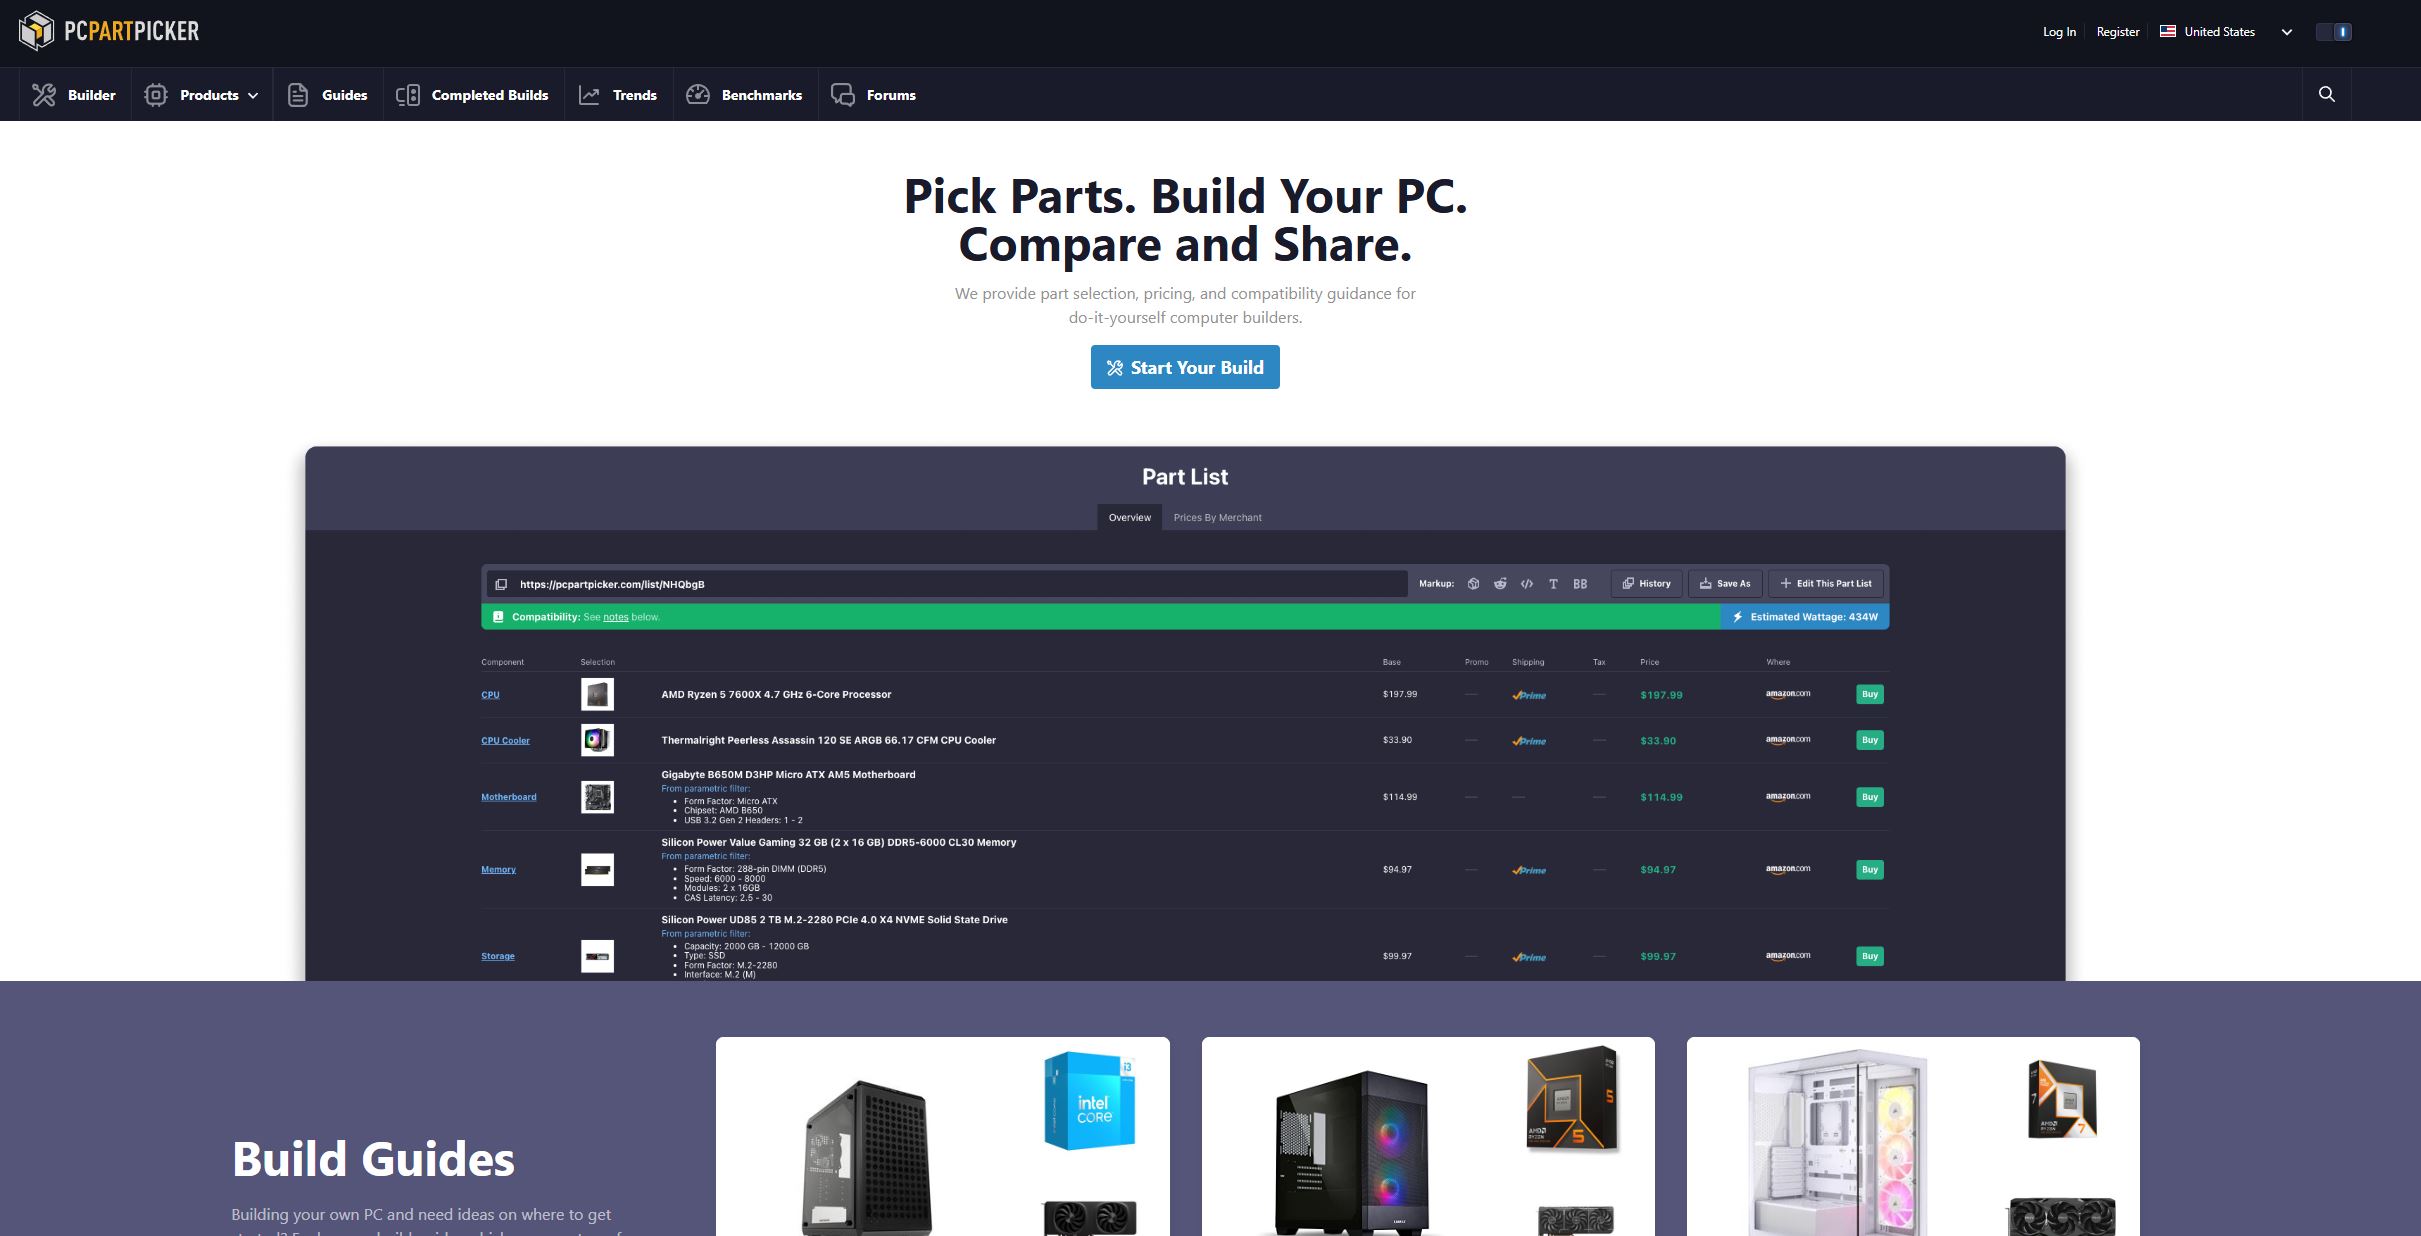 PCPARTPICKER
Log In
Register
United States
Builder
Products
Guides
Completed Builds
Trends
Benchmarks
Forums
Pick Parts. Build Your PC.
Compare and Share.
We provide part selection, pricing, and compatibility guidance for
do-it-yourself computer builders.
Start Your Build
Part List
Overview
Prices By Merchant
https://pcpartpicker.com/list/NHQbgB
Markup:
T
BB
History
Save As
Edit This Part List
Compatibility: See notes below.
Estimated Wattage: 434W
Component Selection Base Promo Shipping Tax Price Where
CPU AMD Ryzen 5 7600X 4.7 GHz 6-Core Processor $197.99 — Prime — $197.99 amazon.com Buy
CPU Cooler Thermalright Peerless Assassin 120 SE ARGB 66.17 CFM CPU Cooler $33.90 — Prime — $33.90 amazon.com Buy
Gigabyte B650M D3HP Micro ATX AM5 Motherboard
From parametric filter:
Motherboard $114.99 — — — $114.99 amazon.com Buy
• Form Factor: Micro ATX
• Chipset: AMD B650
• USB 3.2 Gen 2 Headers: 1 - 2
Silicon Power Value Gaming 32 GB (2 x 16 GB) DDR5-6000 CL30 Memory
From parametric filter:
Memory $94.97 — Prime — $94.97 amazon.com Buy
• Form Factor: 288-pin DIMM (DDR5)
• Speed: 6000 - 8000
• Modules: 2 x 16GB
• CAS Latency: 2.5 - 30
Silicon Power UD85 2 TB M.2-2280 PCIe 4.0 X4 NVME Solid State Drive
From parametric filter:
Storage $99.97 — Prime — $99.97 amazon.com Buy
• Capacity: 2000 GB - 12000 GB
• Type: SSD
• Form Factor: M.2-2280
• Interface: M.2 (M)
Build Guides
Building your own PC and need ideas on where to get
i3
intel
CORE
5
AMD
RYZEN
5
7
AMD
RYZEN
7